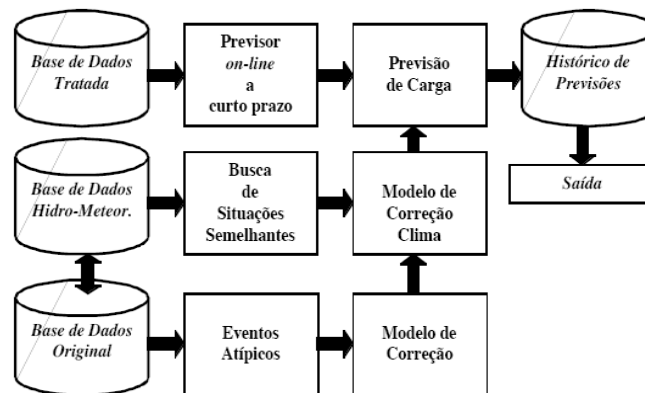 Base de Dados
Tratada
Previsor
on-line
a
curto prazo
Previsão
de Carga
Histórico de
Previsões
Base de Dados
Hidro-Meteor.
Busca
de
Situações
Semelhantes
Modelo de
Correção
Clima
Saída
Base de Dados
Original
Eventos
Atípicos
Modelo de
Correção